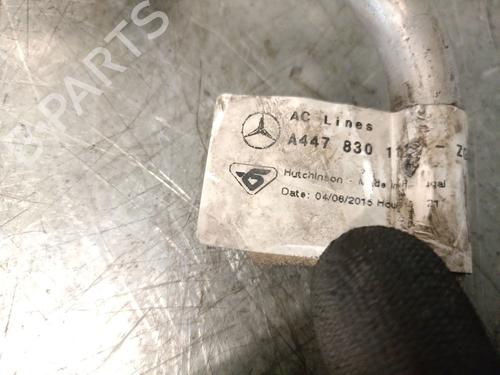 PARTS
AC Lines
A447 830
Hutchinson - Made in
Date: 04/06/2015